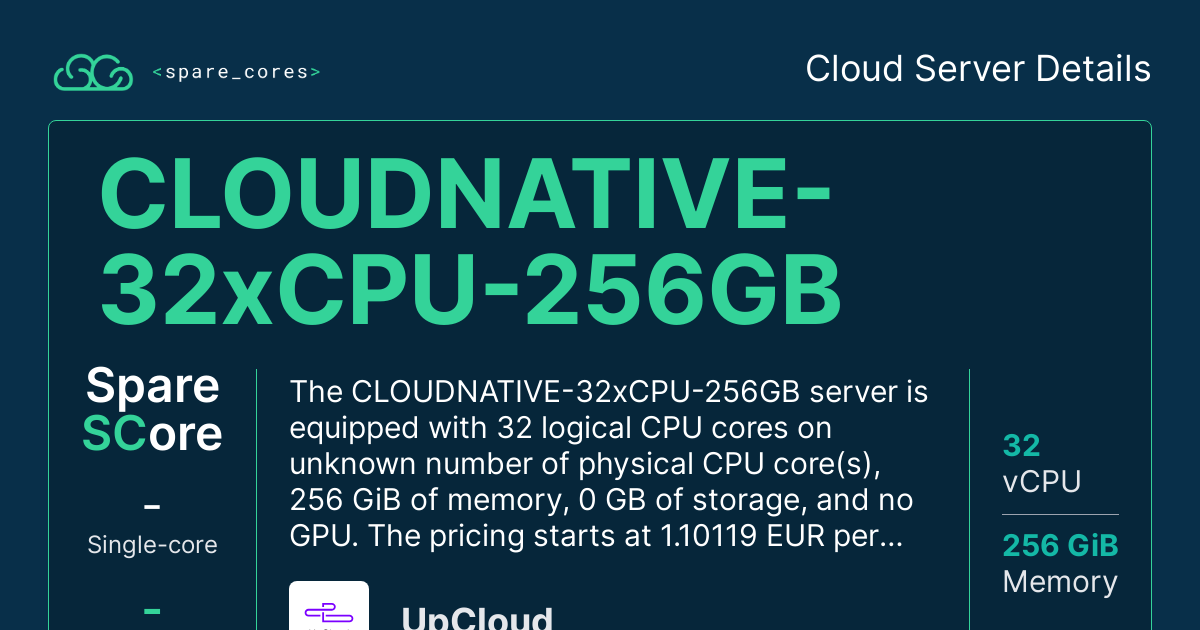 <spare_cores>
Cloud Server Details
CLOUDNATIVE-
32xCPU-256GB
Spare
SCore
–
Single-core
–
The CLOUDNATIVE-32xCPU-256GB server is
equipped with 32 logical CPU cores on
unknown number of physical CPU core(s),
256 GiB of memory, 0 GB of storage, and no
GPU. The pricing starts at 1.10119 EUR per...
UpCloud
32
vCPU
256 GiB
Memory